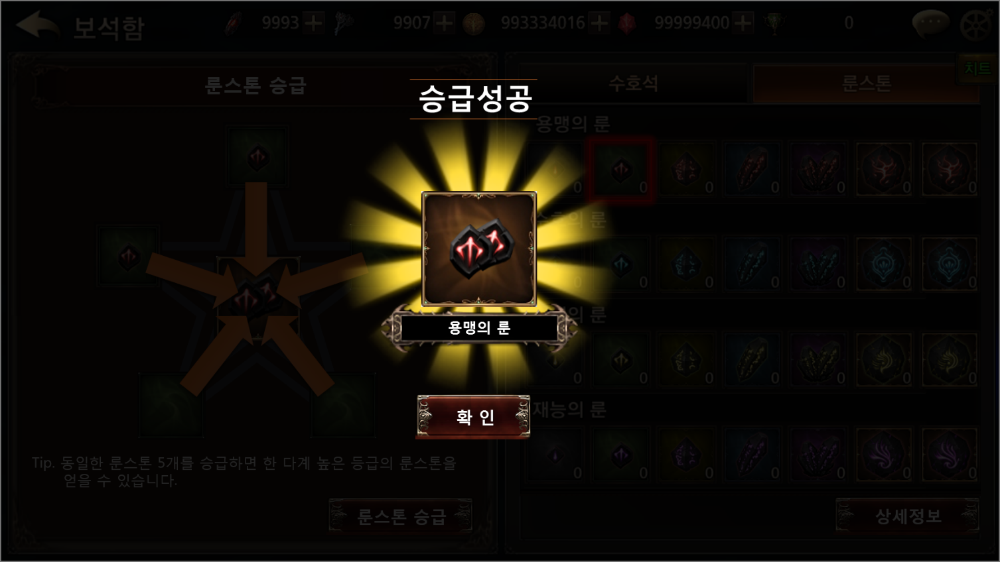 보석함
9993
9907
993334016
99999400
0
치트
룬스톤 승급
수호석
룬스톤
승급성공
용맹의 룬
0 0 0 0 0 0 0
의 룬
0 0 0 0 0 0 0
의 룬
용맹의 룬
0 0 0 0 0 0 0
확 인
재능의 룬
0 0 0 0 0 0 0
Tip. 동일한 룬스톤 5개를 승급하면 한 다계 높은 등급의 룬스톤을
얻을 수 있습니다.
룬스톤 승급
상세정보